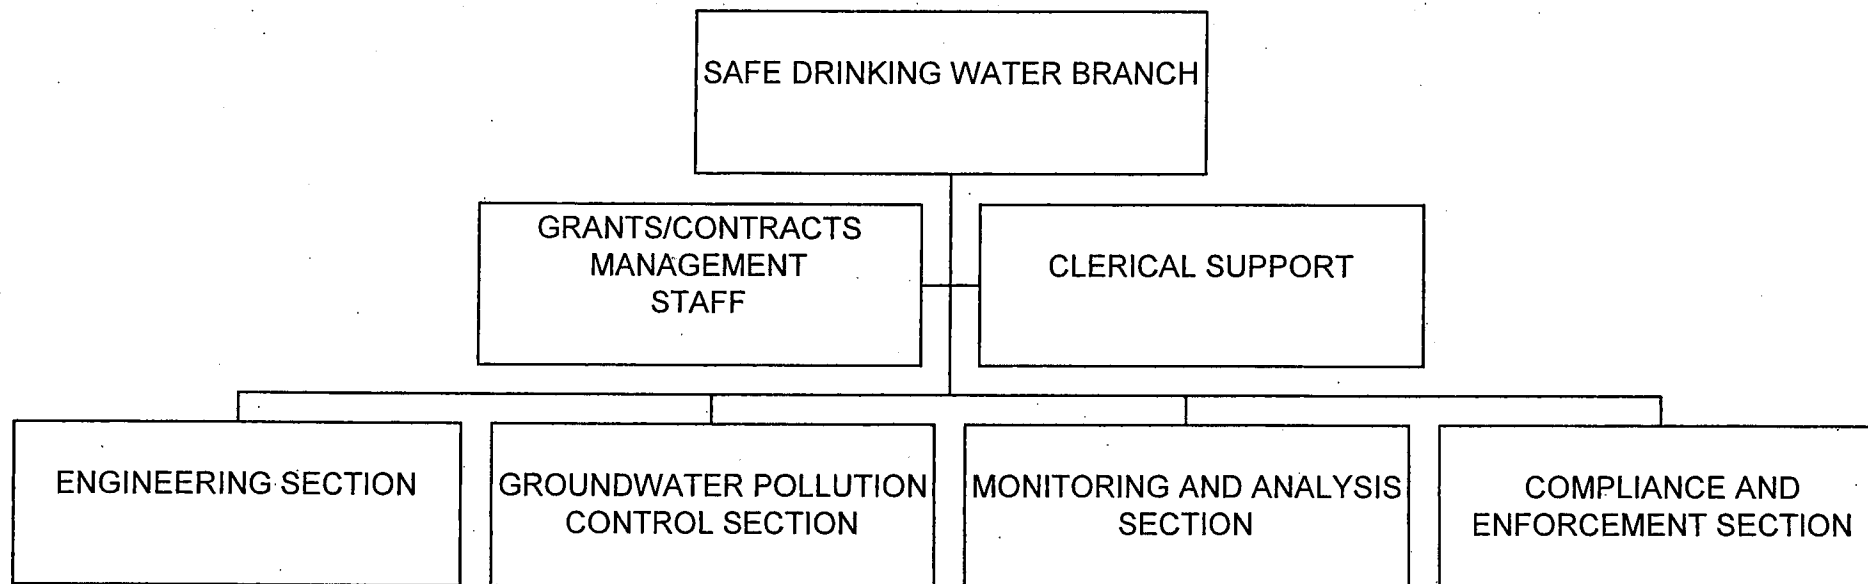 SAFE DRINKING WATER BRANCH
GRANTS/CONTRACTS
MANAGEMENT
STAFF
CLERICAL SUPPORT
ENGINEERING SECTION
GROUNDWATER POLLUTION
CONTROL SECTION
MONITORING AND ANALYSIS
SECTION
COMPLIANCE AND
ENFORCEMENT SECTION